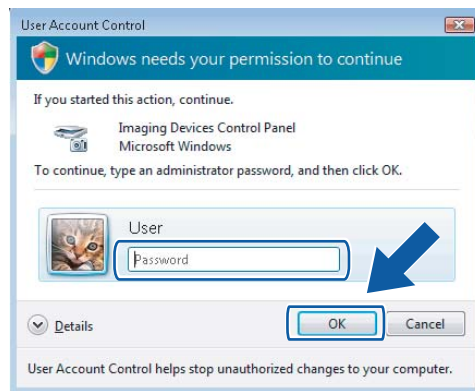 User Account Control
Windows needs your permission to continue
If you started this action, continue.
Imaging Devices Control Panel
Microsoft Windows
To continue, type an administrator password, and then click OK.
User
Password
Details
OK
Cancel
User Account Control helps stop unauthorized changes to your computer.